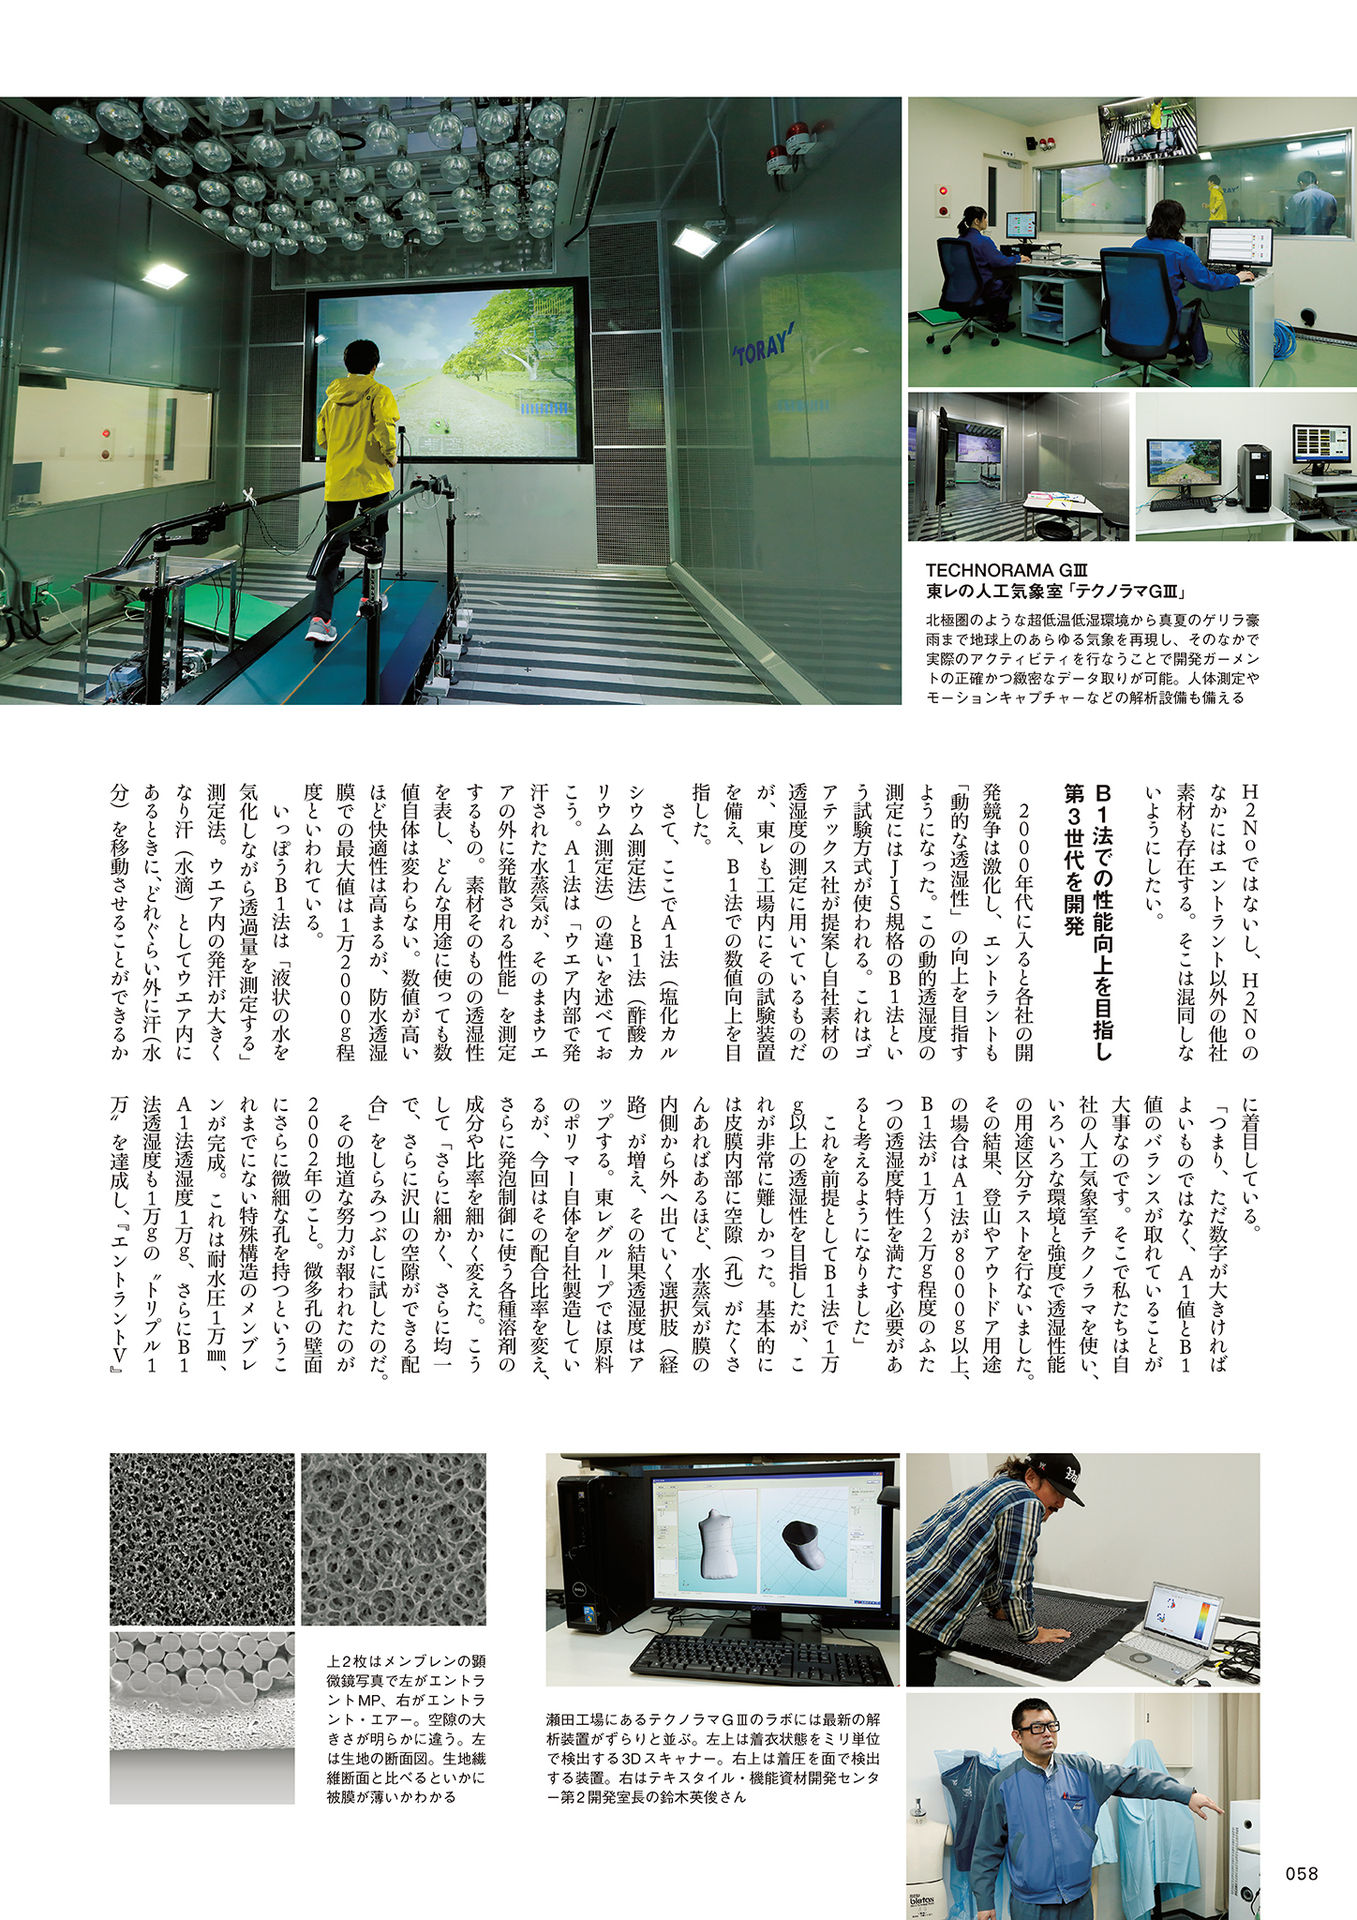 TORAY
TORAY
TECHNORAMA GⅢ
東レの人工気象室「テクノラマGⅢ」
北極圏のような超低温低湿環境から真夏のゲリラ豪
雨まで地球上のあらゆる気象を再現し、そのなかで
実際のアクティビティを行なうことで開発ガーメン
トの正確かつ緻密なデータ取りが可能。人体測定や
モーションキャプチャーなどの解析設備も備える
H2Noではないし、H2Noの
なかにはエントラント以外の他社
素材も存在する。そこは混同しな
いようにしたい。
B1法での性能向上を目指し
第3世代を開発
2000年代に入ると各社の開
発競争は激化し、エントラントも
「動的な透湿性」の向上を目指す
ようになった。この動的透湿度の
測定にはJIS規格のB1法とい
う試験方式が使われる。これはゴ
アテックス社が提案し自社素材の
透湿度の測定に用いているものだ
が、東レも工場内にその試験装置
を備え、B1法での数値向上を目
指した。
さて、ここでA1法（塩化カル
シウム測定法）とB1法（酢酸カ
リウム測定法）の違いを述べてお
こう。A1法は「ウエア内部で発
汗された水蒸気が、そのままウエ
アの外に発散される性能」を測定
するもの。素材そのものの透湿性
を表し、どんな用途に使っても数
値自体は変わらない。数値が高い
ほど快適性は高まるが、防水透湿
膜での最大値は1万2000g程
度といわれている。
いっぽうB1法は「液状の水を
気化しながら透過量を測定する」
測定法。ウエア内の発汗が大きく
なり汗（水滴）としてウエア内に
あるときに、どれぐらい外に汗（水
分）を移動させることができるか
に着目している。
「つまり、ただ数字が大きければ
よいものではなく、A1値とB1
値のバランスが取れていることが
大事なのです。そこで私たちは自
社の人工気象室テクノラマを使い、
いろいろな環境と強度で透湿性能
の用途区分テストを行ないました。
その結果、登山やアウトドア用途
の場合はA1法が8000g以上、
B1法が1万〜2万g程度のふた
つの透湿度特性を満たす必要があ
ると考えるようになりました」
これを前提としてB1法で1万
g以上の透湿性を目指したが、こ
れが非常に難しかった。基本的に
は皮膜内部に空隙（孔）がたくさ
んあればあるほど、水蒸気が膜の
内側から外へ出ていく選択肢（経
路）が増え、その結果透湿度はア
ップする。東レグループでは原料
のポリマー自体を自社製造してい
るが、今回はその配合比率を変え、
さらに発泡制御に使う各種溶剤の
成分や比率を細かく変えた。こう
して「さらに細かく、さらに均一
で、さらに沢山の空隙ができる配
合」をしらみつぶしに試したのだ。
その地道な努力が報われたのが
2002年のこと。微多孔の壁面
にさらに微細な孔を持つというこ
れまでにない特殊構造のメンブレ
ンが完成。これは耐水圧1万㎜、
A1法透湿度1万g、さらにB1
法透湿度も1万gの〝トリプル1
万〟を達成し、『エントラントV』
上2枚はメンブレンの顕
微鏡写真で左がエントラ
ントMP、右がエントラ
ント・エアー。空隙の大
きさが明らかに違う。左
は生地の断面図。生地繊
維断面と比べるといかに
被膜が薄いかわかる
DELL
瀬田工場にあるテクノラマGⅢのラボには最新の解
析装置がずらりと並ぶ。左上は着衣状態をミリ単位
で検出する3Dスキャナー。右上は着圧を面で検出
する装置。右はテキスタイル・機能資材開発センタ
ー第2開発室長の鈴木英俊さん
058